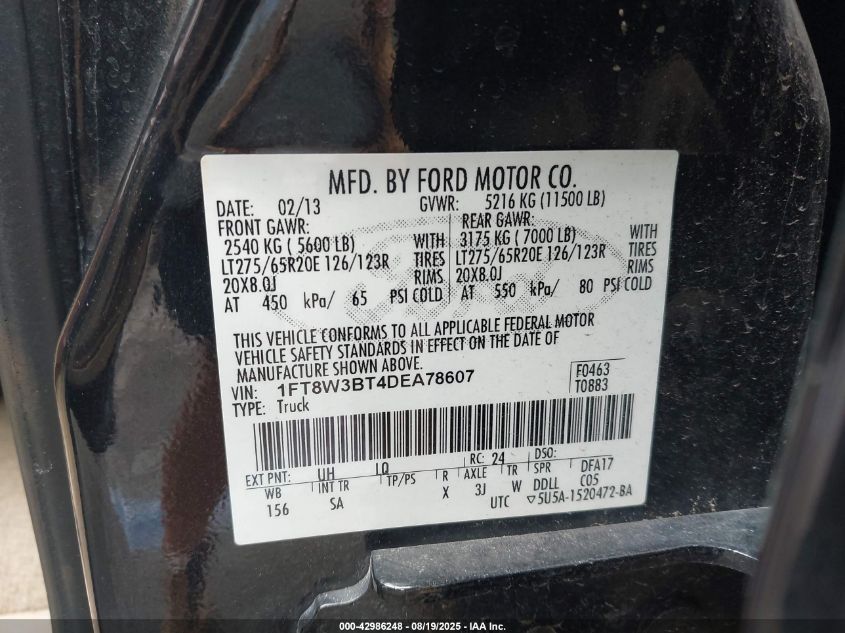 MFD. BY FORD MOTOR CO.
DATE: 02/13 GVWR: 5216 KG (11500 LB)
FRONT GAWR: REAR GAWR:
2540 KG ( 5600 LB) WITH 3175 KG ( 7000 LB) WITH
LT275/65R20E 126/123R TIRES LT275/65R20E 126/123R TIRES
20X8.0J RIMS 20X8.0J RIMS
AT 450 kPa/ 65 PSI COLD AT 550 kPa/ 80 PSI COLD
THIS VEHICLE CONFORMS TO ALL APPLICABLE FEDERAL MOTOR
VEHICLE SAFETY STANDARDS IN EFFECT ON THE DATE OF
MANUFACTURE SHOWN ABOVE.
VIN: 1FT8W3BT4DEA78607 F0463
TYPE: Truck T0883
EXT PNT: UH LQ RC: 24 DSO:
WB INT TR TP/PS R AXLE TR SPR DFA17
156 SA X 3J W DDLL C05
UTC ▽5U5A-1520472-BA
000-42986248 - 08/19/2025 - IAA Inc.